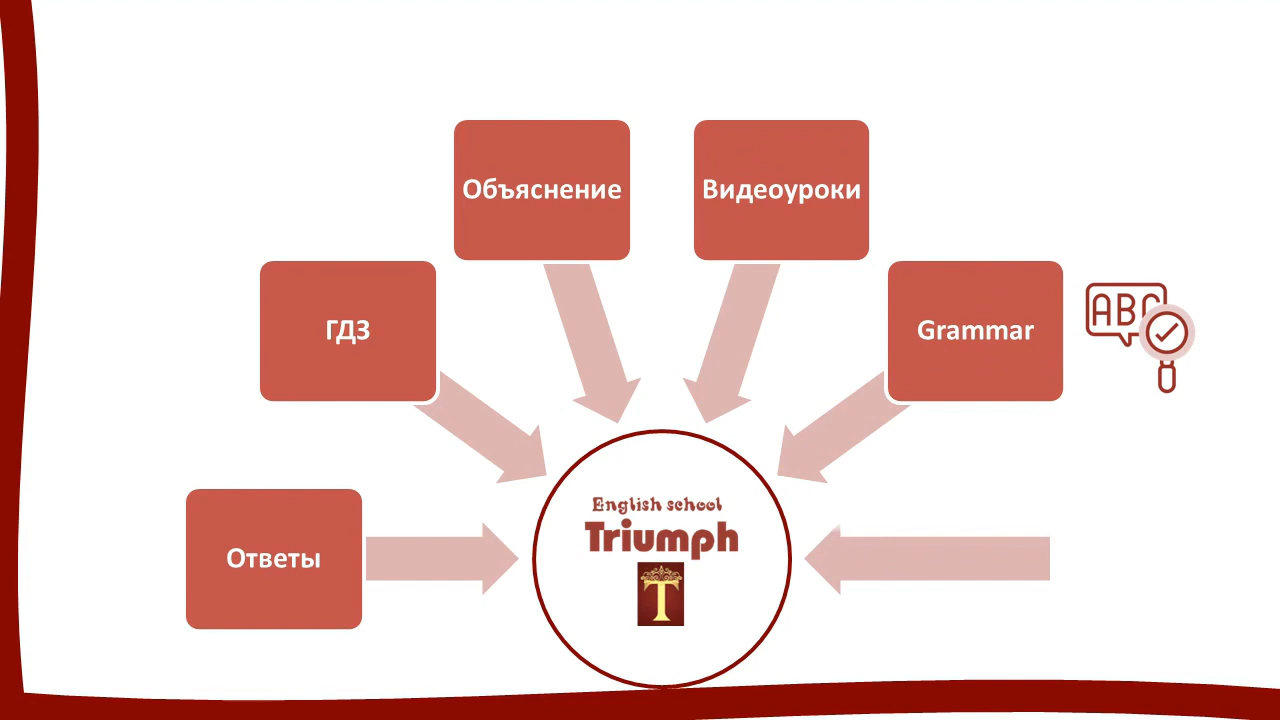 Объяснение
Видеоуроки
ГДЗ
Grammar
ABC
Ответы
English school
Triumph
T